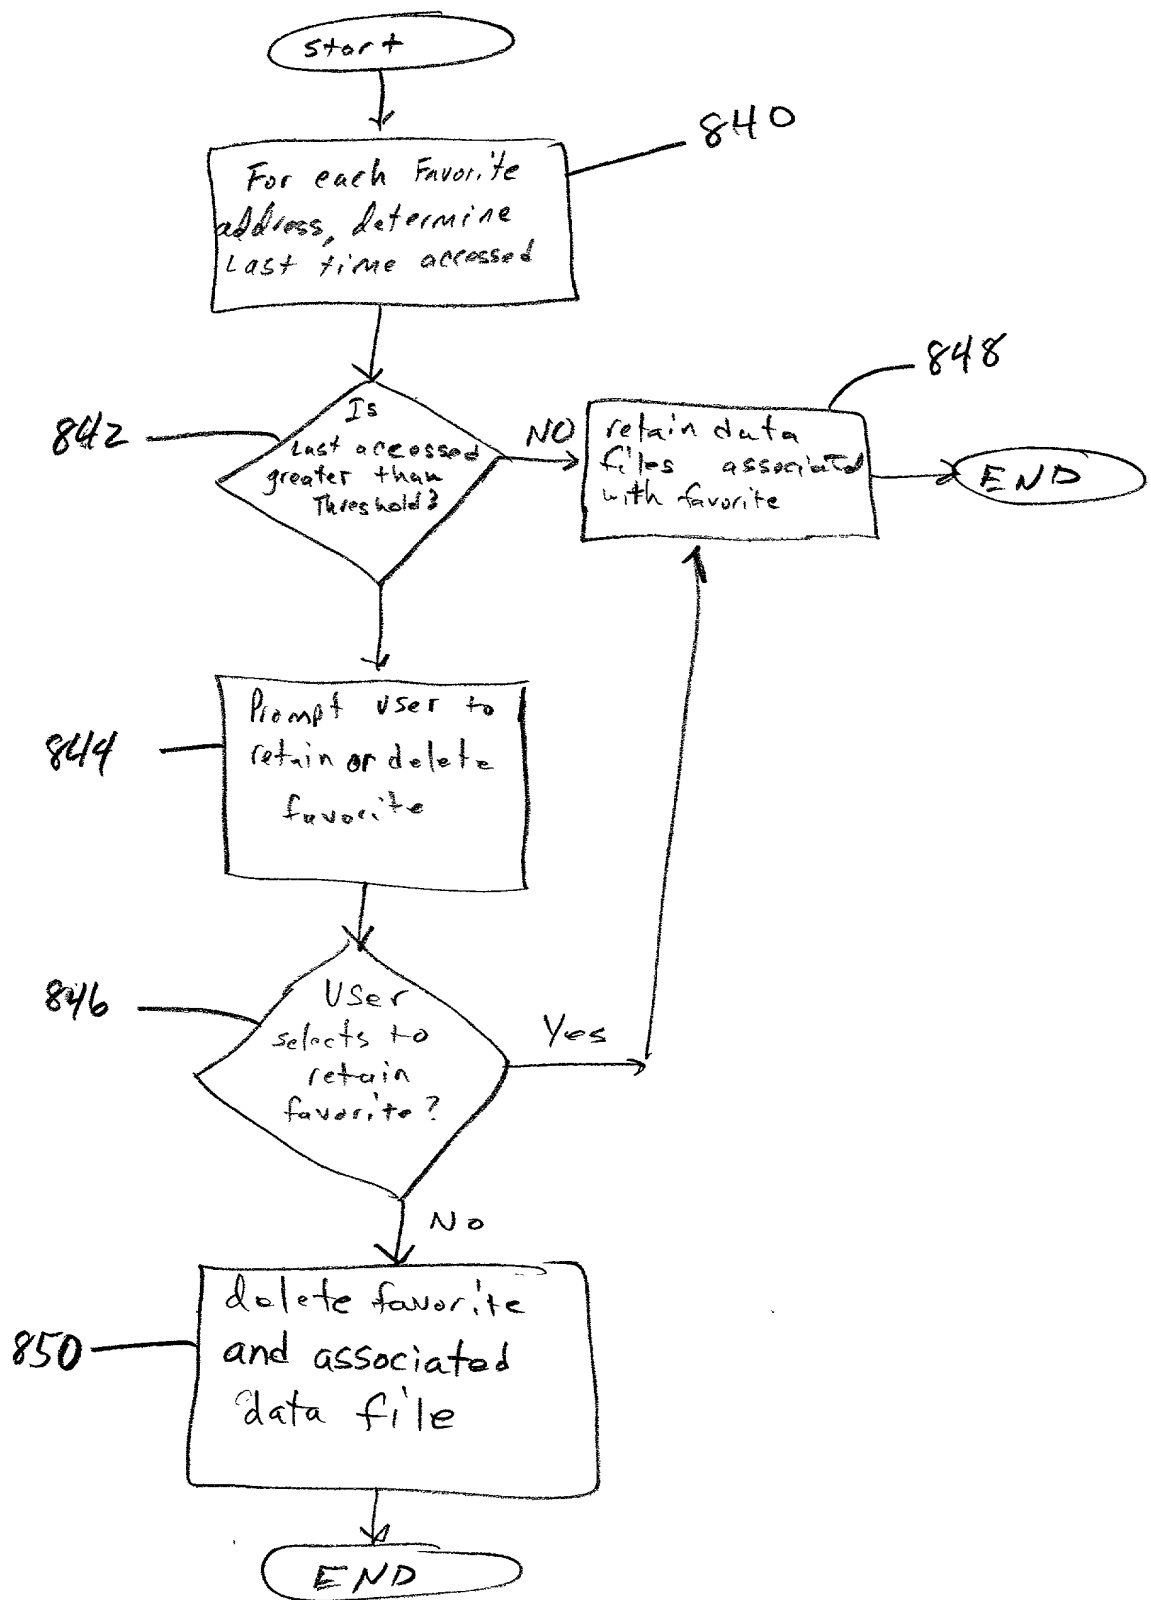 start
840
For each Favorite
address, determine
Last time accessed
848
842
Is
Last accessed
greater than
Threshold?
NO
retain data
files associated
with favorite
END
844
Prompt user to
retain or delete
favorite
846
User
selects to
retain
favorite?
Yes
No
850
delete favorite
and associated
data file
END